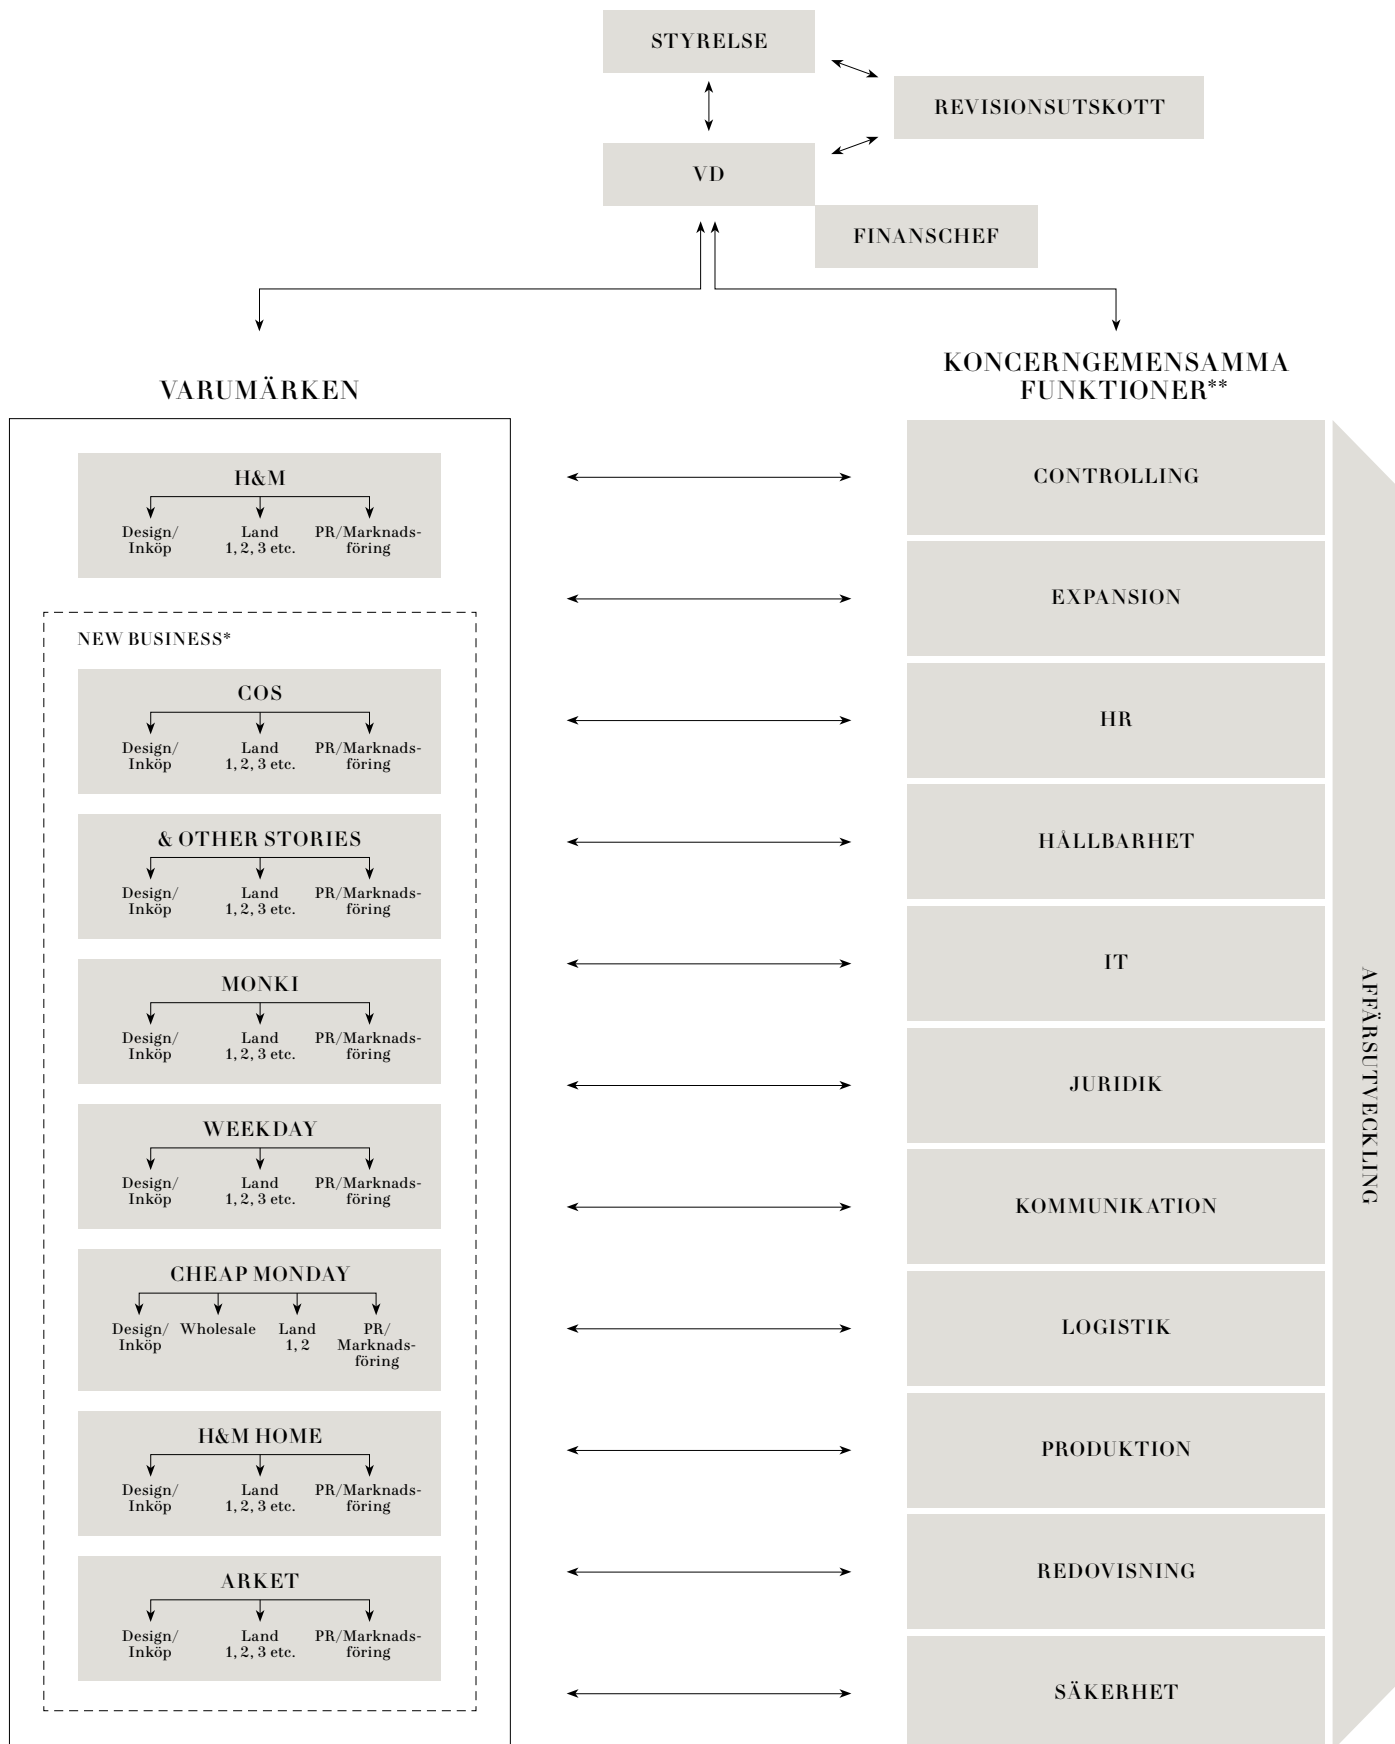 STYRELSE
REVISIONSUTSKOTT
VD
FINANSCHEF
VARUMÄRKEN
H&M
Design/
Inköp
Land
1, 2, 3 etc.
PR/Marknads-
föring
NEW BUSINESS*
COS
Design/
Inköp
Land
1, 2, 3 etc.
PR/Marknads-
föring
& OTHER STORIES
Design/
Inköp
Land
1, 2, 3 etc.
PR/Marknads-
föring
MONKI
Design/
Inköp
Land
1, 2, 3 etc.
PR/Marknads-
föring
WEEKDAY
Design/
Inköp
Land
1, 2, 3 etc.
PR/Marknads-
föring
CHEAP MONDAY
Design/
Inköp
Wholesale
Land
1, 2
PR/
Marknads-
föring
H&M HOME
Design/
Inköp
Land
1, 2, 3 etc.
PR/Marknads-
föring
ARKET
Design/
Inköp
Land
1, 2, 3 etc.
PR/Marknads-
föring
KONCERNGEMENSAMMA
FUNKTIONER**
CONTROLLING
EXPANSION
HR
HÅLLBARHET
IT
JURIDIK
KOMMUNIKATION
LOGISTIK
PRODUKTION
REDOVISNING
SÄKERHET
AFFÄRSUTVECKLING